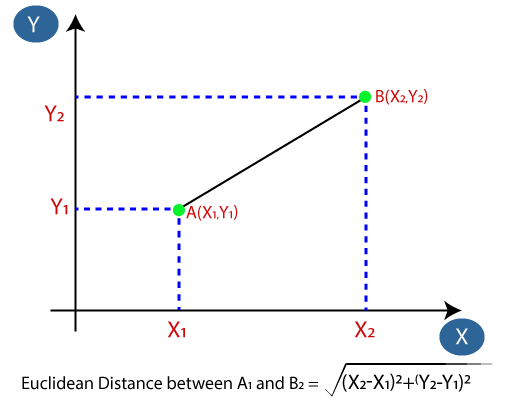 Y
Y₂
B(X₂,Y₂)
Y₁
A(X₁,Y₁)
X₁
X₂
X
Euclidean Distance between A₁ and B₂ = √(X₂-X₁)²+(Y₂-Y₁)²